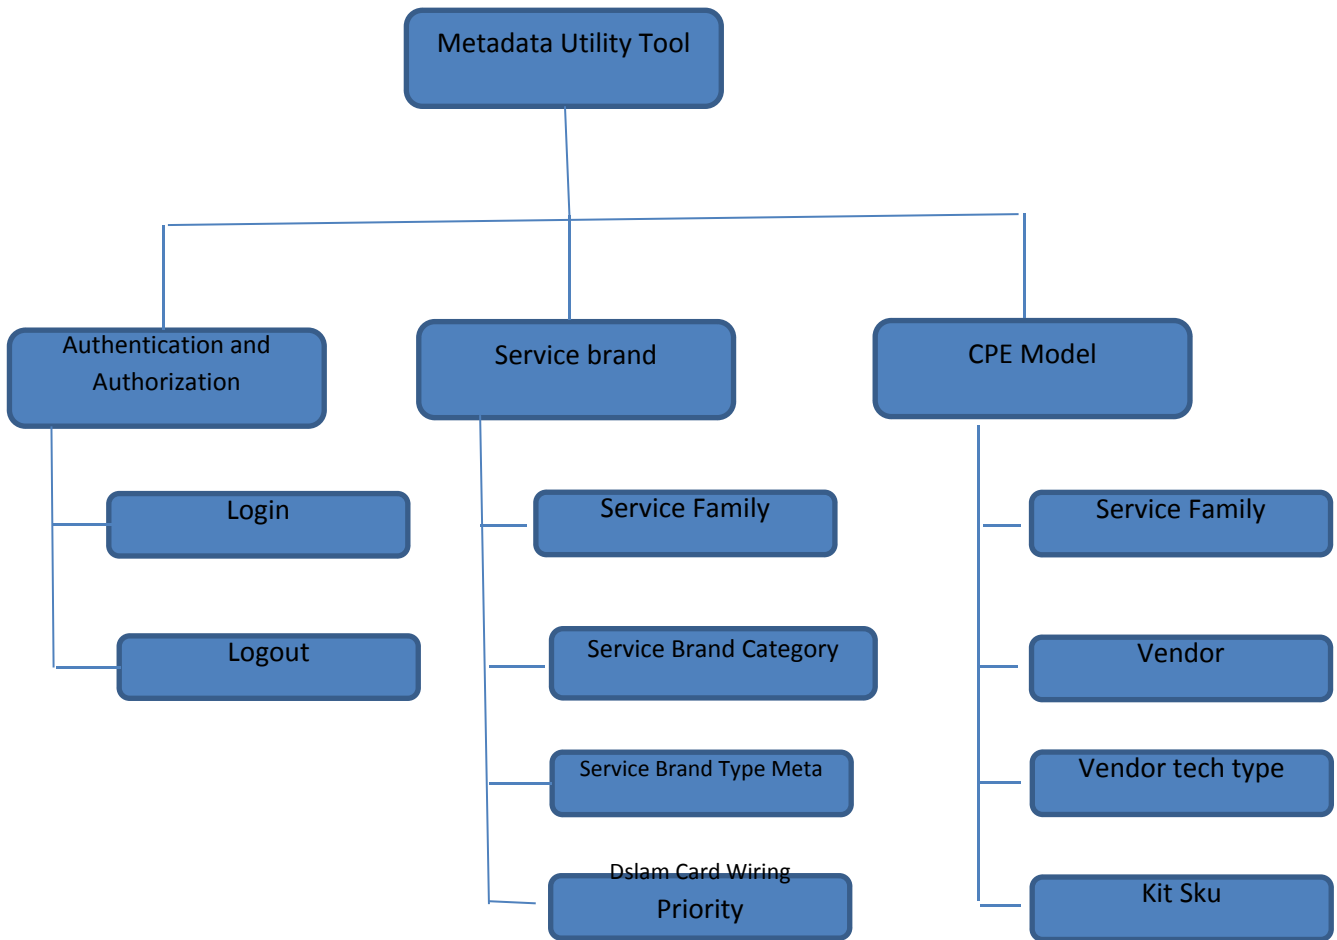 Metadata Utility Tool
Authentication and
Authorization
Service brand
CPE Model
Login
Service Family
Service Family
Logout
Service Brand Category
Vendor
Service Brand Type Meta
Vendor tech type
Dslam Card Wiring
Priority
Kit Sku